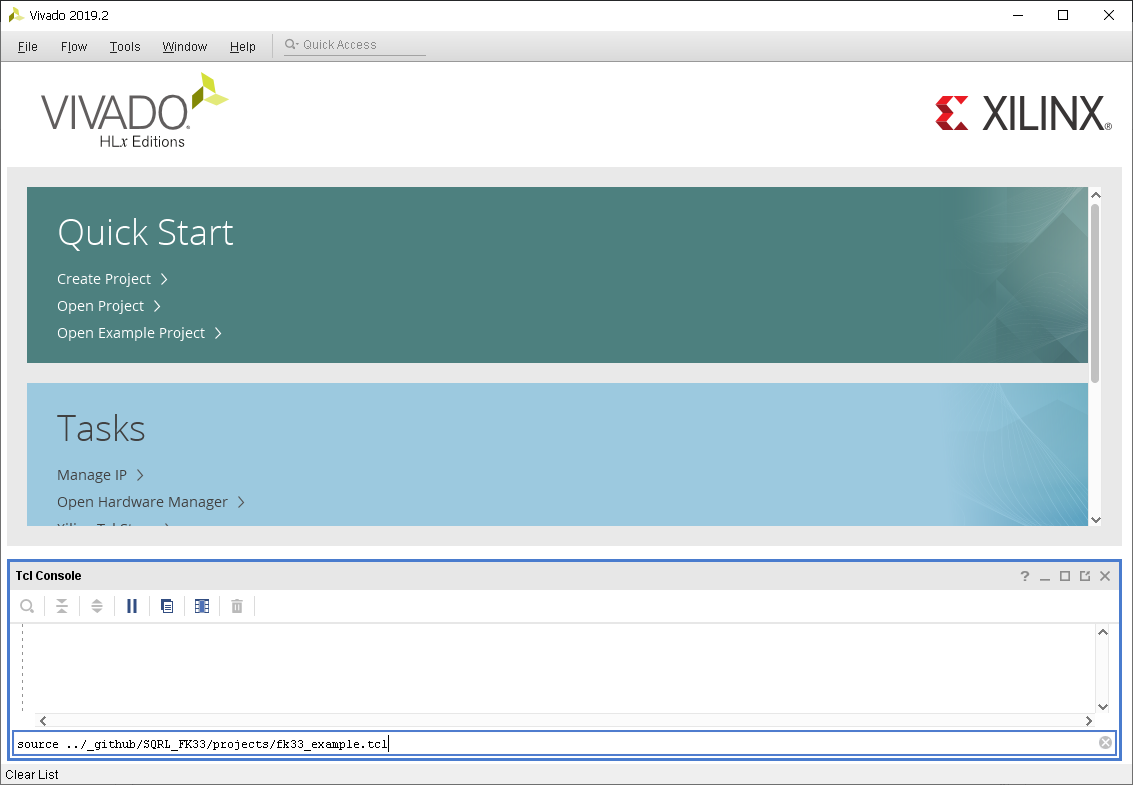 Vivado 2019.2
File Flow Tools Window Help Quick Access
VIVADO.
HLx Editions
XILINX®
Quick Start
Create Project
Open Project
Open Example Project
Tasks
Manage IP
Open Hardware Manager
Tcl Console
source ../_github/SQRL_FK33/projects/fk33_example.tcl
Clear List